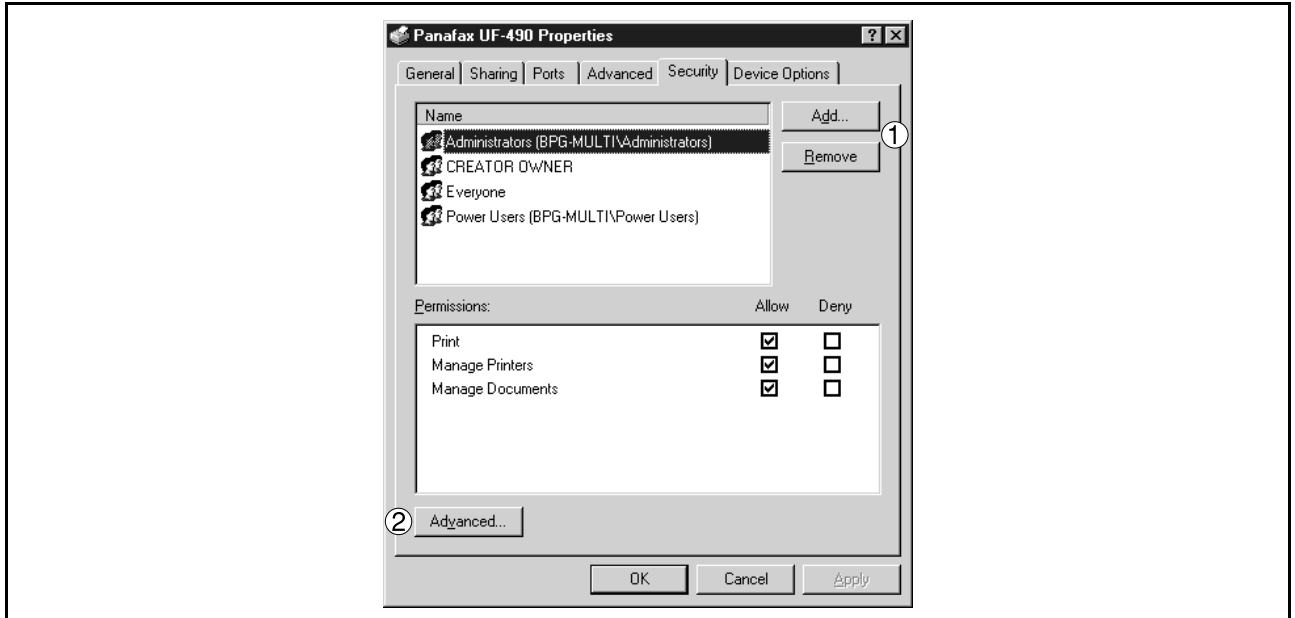 Panafax UF-490 Properties
General Sharing Ports Advanced Security Device Options
Name
Add...
①
Administrators (BPG-MULTI\Administrators)
Remove
CREATOR OWNER
Everyone
Power Users (BPG-MULTI\Power Users)
Permissions: Allow Deny
Print
Manage Printers
Manage Documents
② Advanced...
OK Cancel Apply